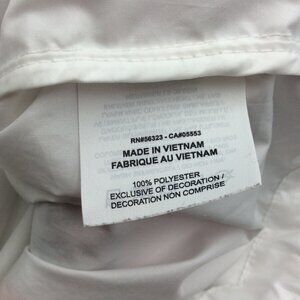 RN#56323 - CA#05553
MADE IN VIETNAM
FABRIQUE AU VIETNAM
100% POLYESTER
EXCLUSIVE OF DECORATION /
DECORATION NON COMPRISE